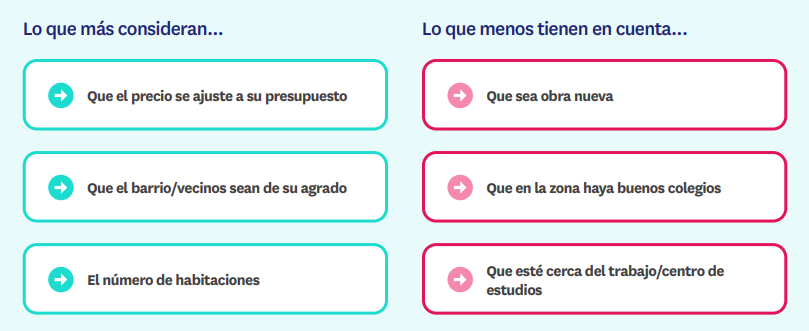 Lo que más consideran...
Que el precio se ajuste a su presupuesto
Que el barrio/vecinos sean de su agrado
El número de habitaciones
Lo que menos tienen en cuenta...
Que sea obra nueva
Que en la zona haya buenos colegios
Que esté cerca del trabajo/centro de
estudios